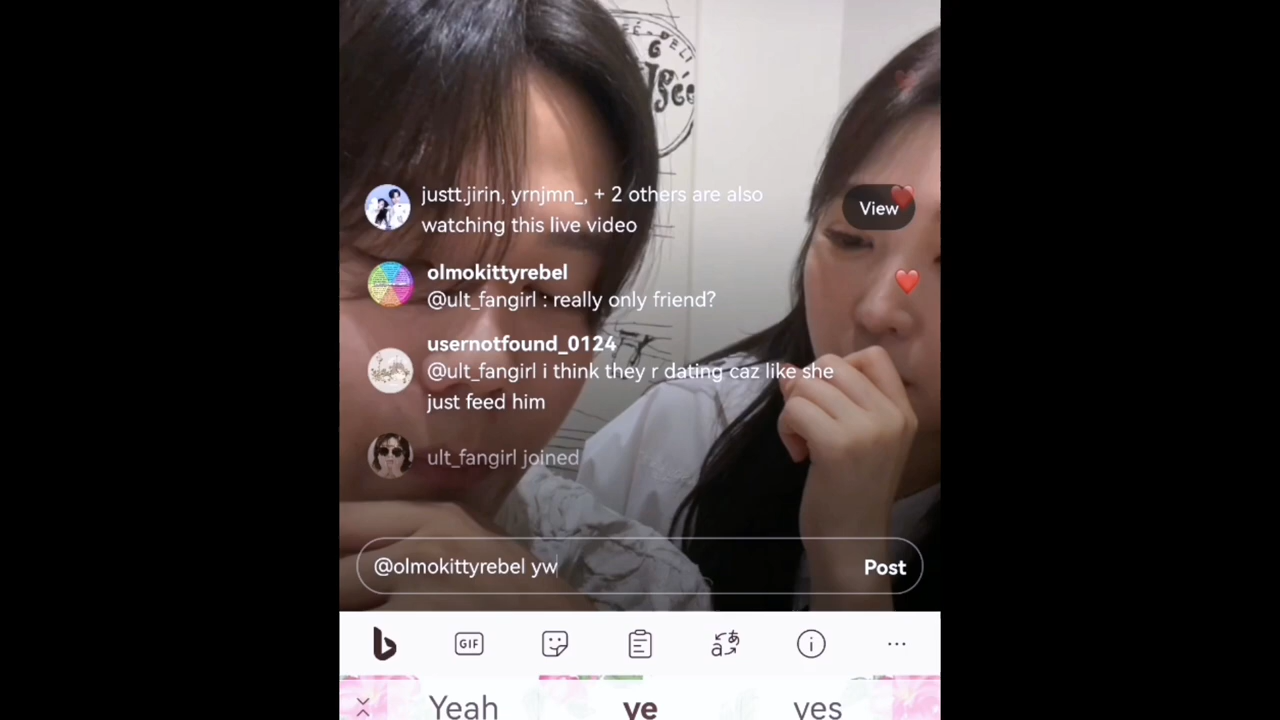 justt.jirin, yrnjmn_, + 2 others are also
watching this live video
View
olmokittyrebel
@ult_fangirl : really only friend?
usernotfound_0124
@ult_fangirl i think they r dating caz like she
just feed him
ult_fangirl joined
@olmokittyrebel yw
Post
GIF
Yeah
ye
yes